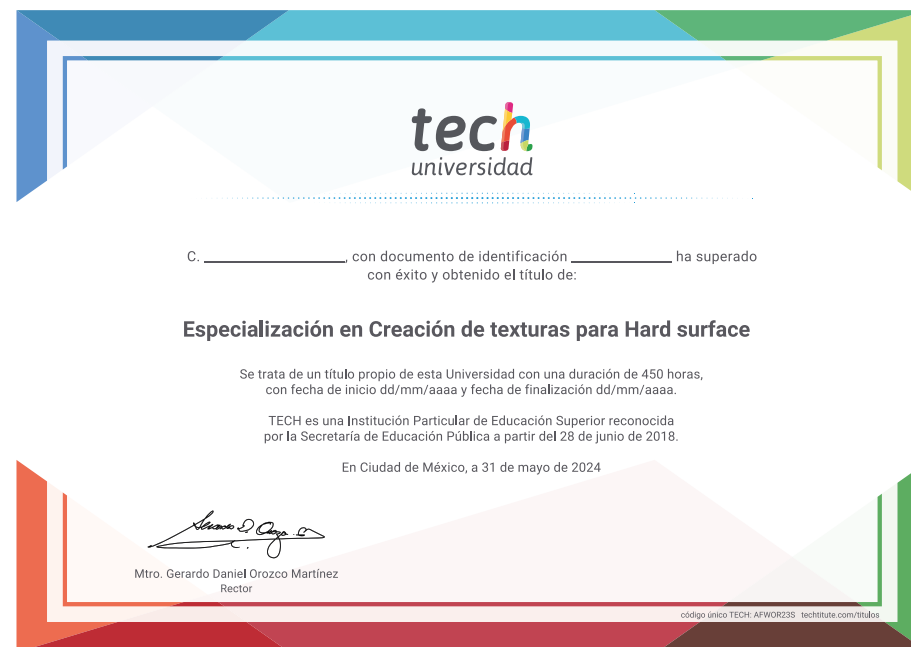 tech
universidad
C. ____________, con documento de identificación ____________ ha superado
con éxito y obtenido el título de:
Especialización en Creación de texturas para Hard surface
Se trata de un título propio de esta Universidad con una duración de 450 horas,
con fecha de inicio dd/mm/aaaa y fecha de finalización dd/mm/aaaa.
TECH es una Institución Particular de Educación Superior reconocida
por la Secretaría de Educación Pública a partir del 28 de junio de 2018.
En Ciudad de México, a 31 de mayo de 2024
Mtro. Gerardo Daniel Orozco Martínez
Rector
código único TECH: AFWOR23S techtitute.com/titulos